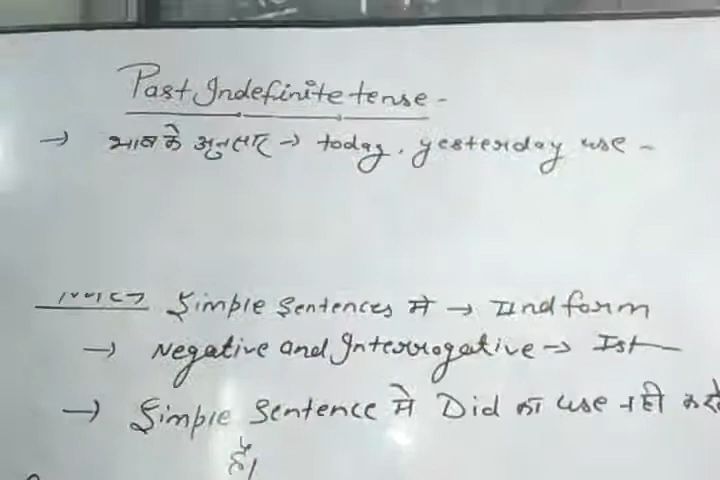 Past Indefinite tense -
→ भाव के अनुसार → today, yesterday use -
Simple Sentences में → IInd form
→ Negative and Interrogative → Ist
→ Simple Sentence में Did का use नही करते
हैं।